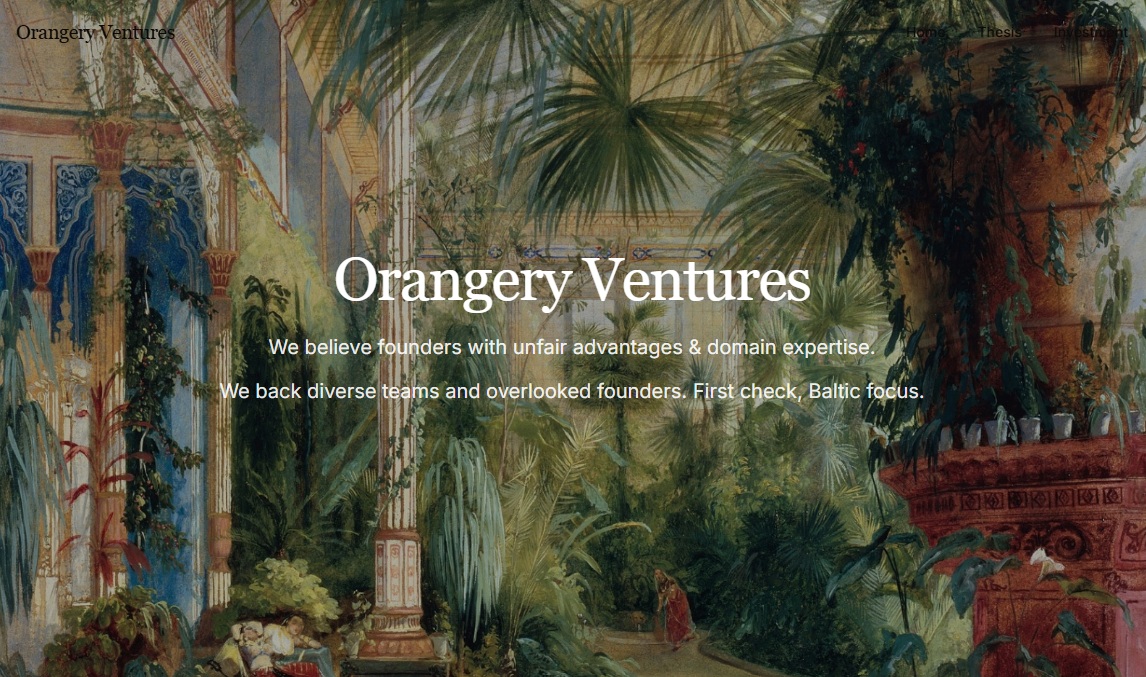 Orangery Ventures
Home Thesis Investment
Orangery Ventures
We believe founders with unfair advantages & domain expertise.
We back diverse teams and overlooked founders. First check, Baltic focus.